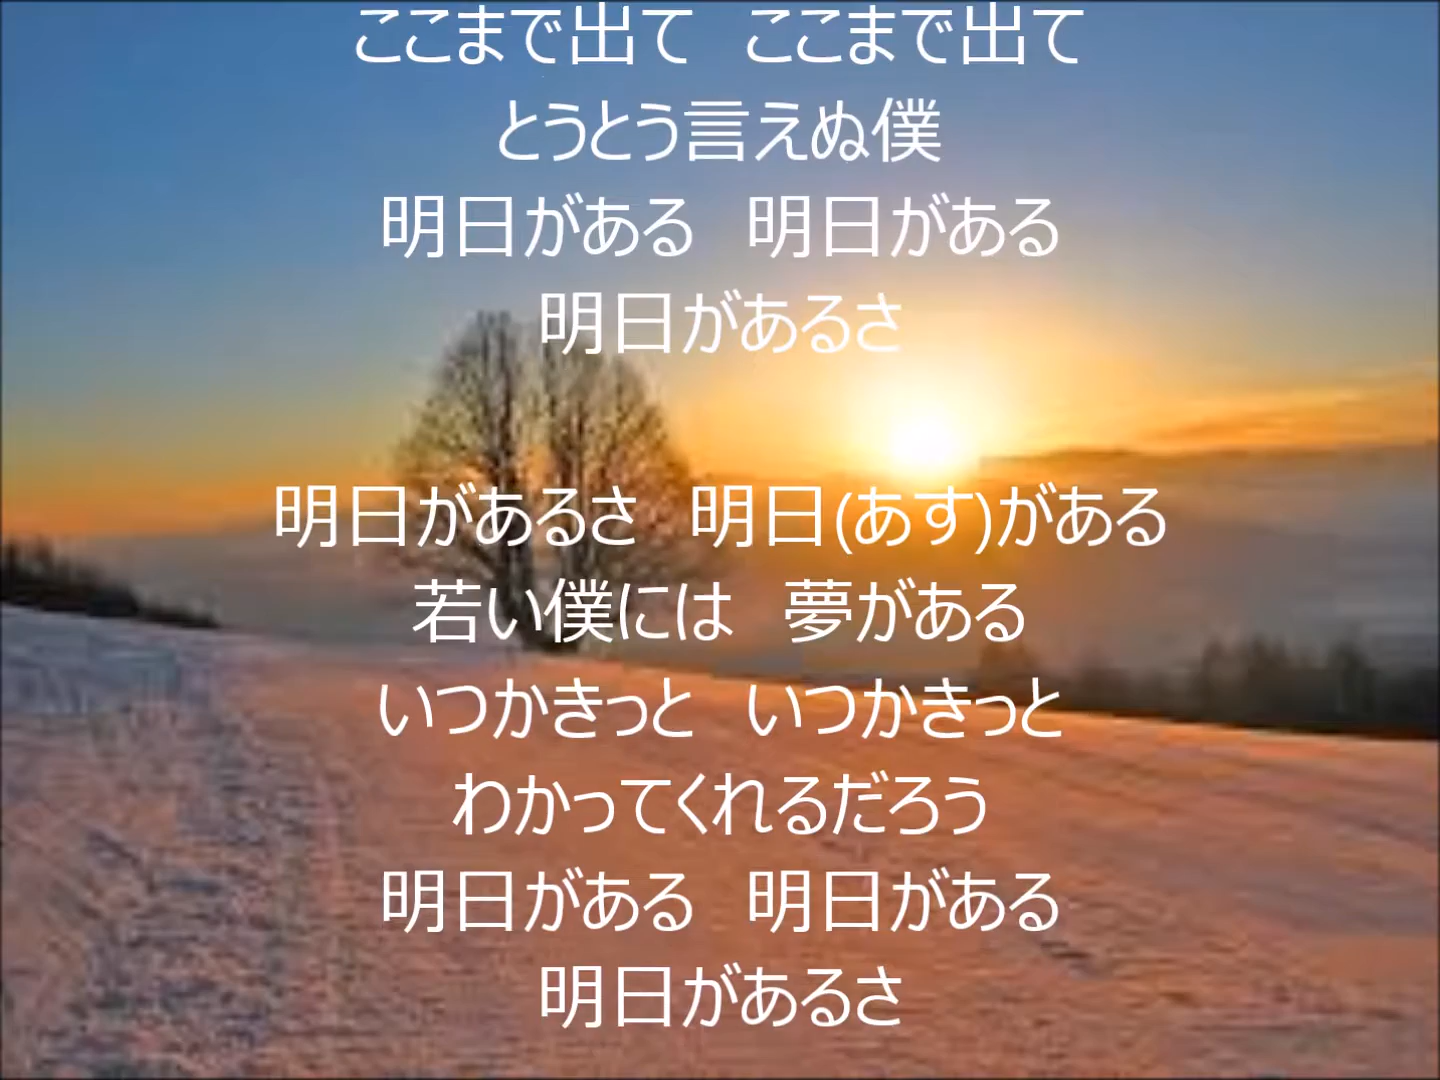 ここまで出て　ここまで出て
とうとう言えぬ僕
明日がある　明日がある
明日があるさ
明日があるさ　明日(あす)がある
若い僕には　夢がある
いつかきっと　いつかきっと
わかってくれるだろう
明日がある　明日がある
明日があるさ